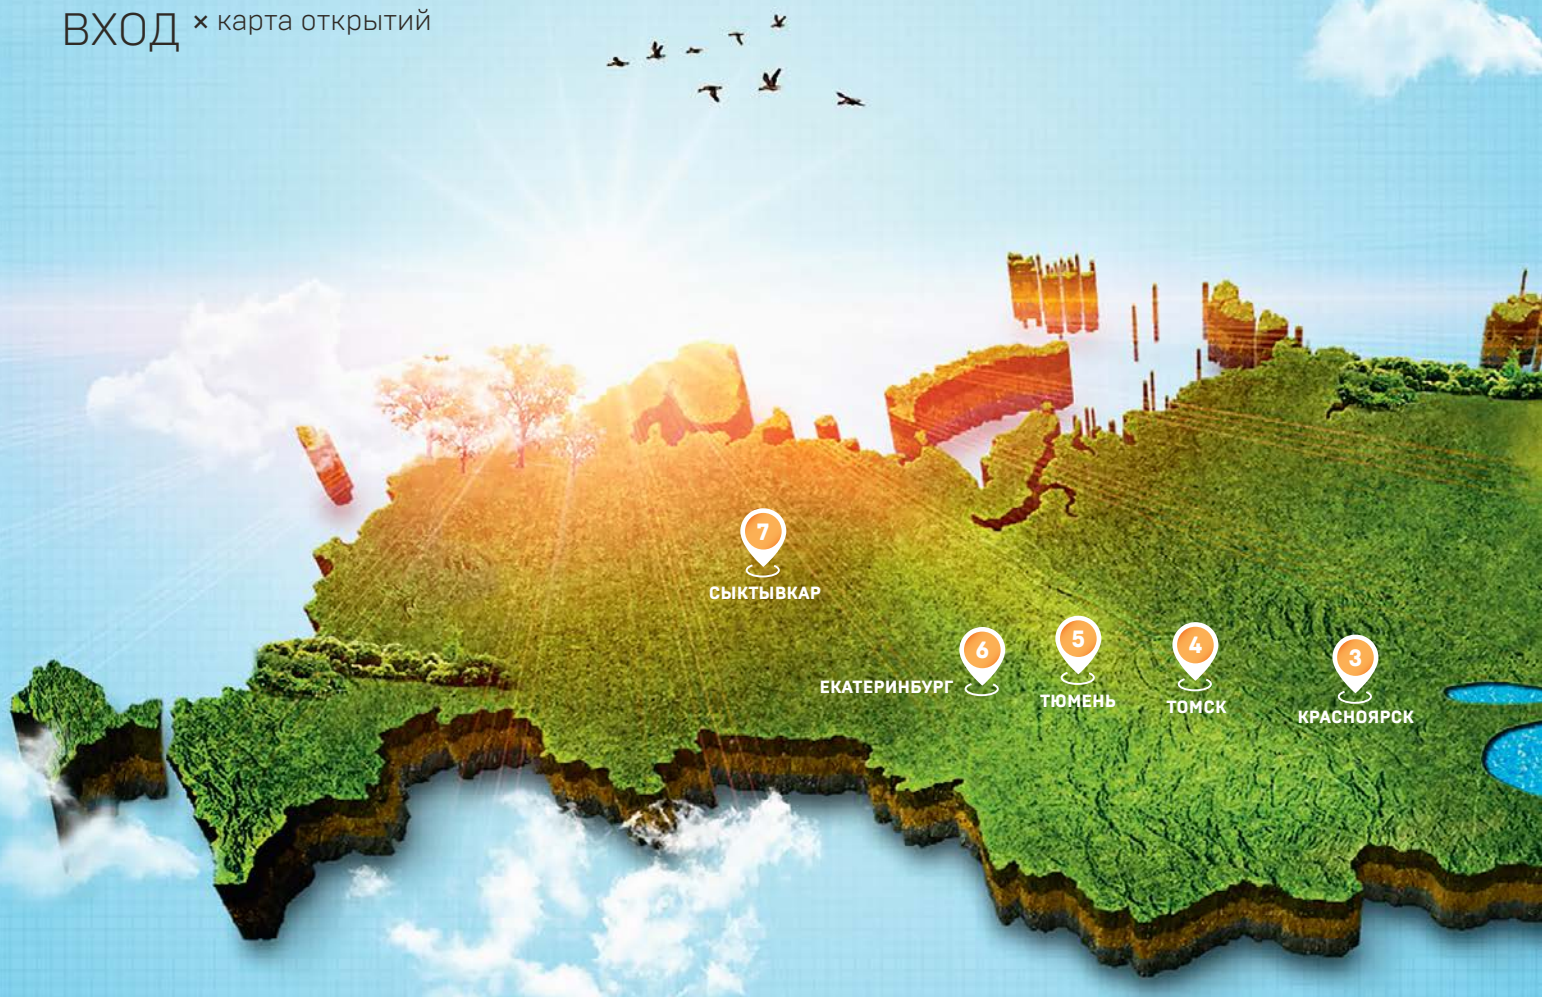 ВХОД × карта открытий
7
СЫКТЫВКАР
6
ЕКАТЕРИНБУРГ
5
ТЮМЕНЬ
4
ТОМСК
3
КРАСНОЯРСК